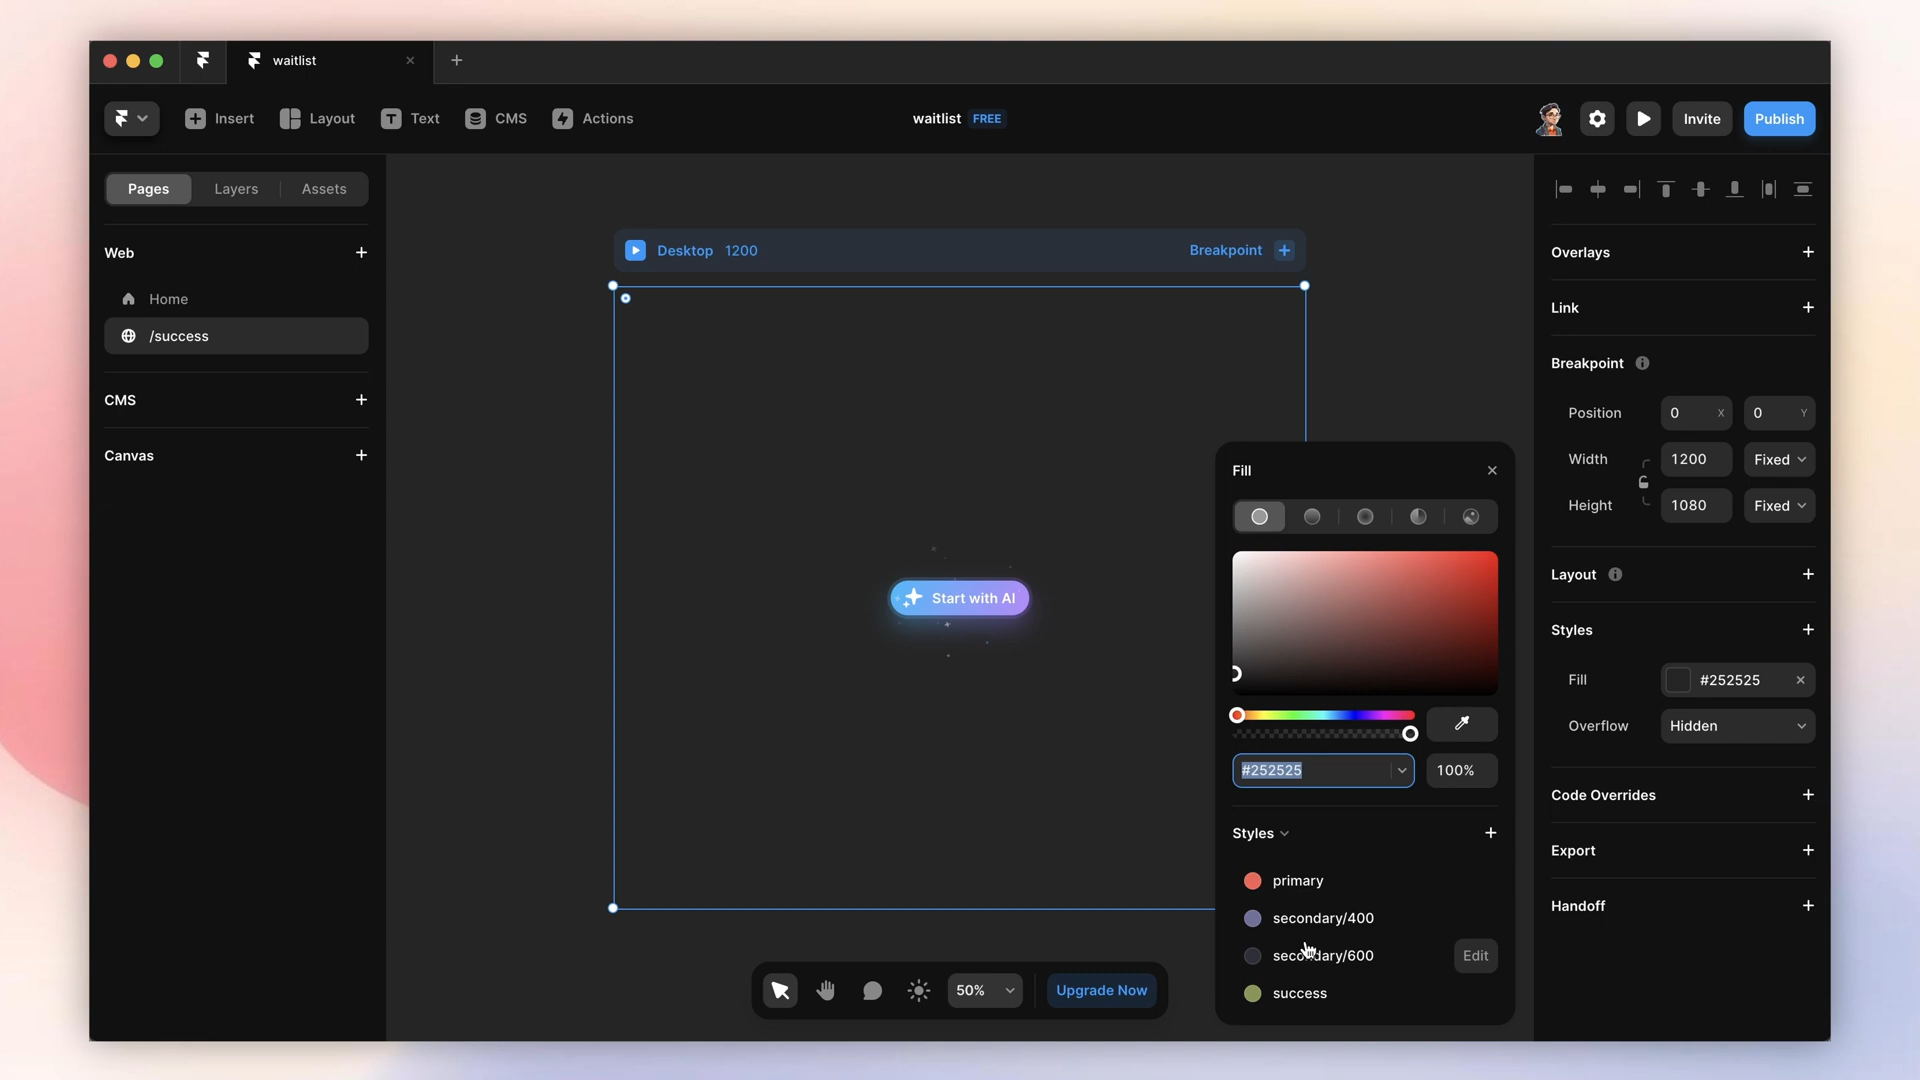 waitlist
Insert
Layout
Text
CMS
Actions
waitlist FREE
Invite
Publish
Pages
Layers
Assets
Web
Home
/success
CMS
Canvas
Desktop 1200
Breakpoint
Start with AI
50%
Upgrade Now
Fill
#252525
100%
Styles
primary
secondary/400
secondary/600
Edit
success
Overlays
Link
Breakpoint
Position 0 X 0 Y
Width 1200 Fixed
Height 1080 Fixed
Layout
Styles
Fill #252525
Overflow Hidden
Code Overrides
Export
Handoff